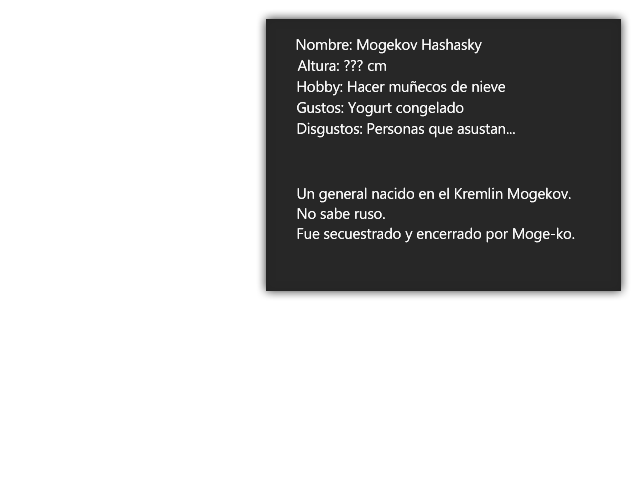 Nombre: Mogekov Hashasky
Altura: ??? cm
Hobby: Hacer muñecos de nieve
Gustos: Yogurt congelado
Disgustos: Personas que asustan...
Un general nacido en el Kremlin Mogekov.
No sabe ruso.
Fue secuestrado y encerrado por Moge-ko.